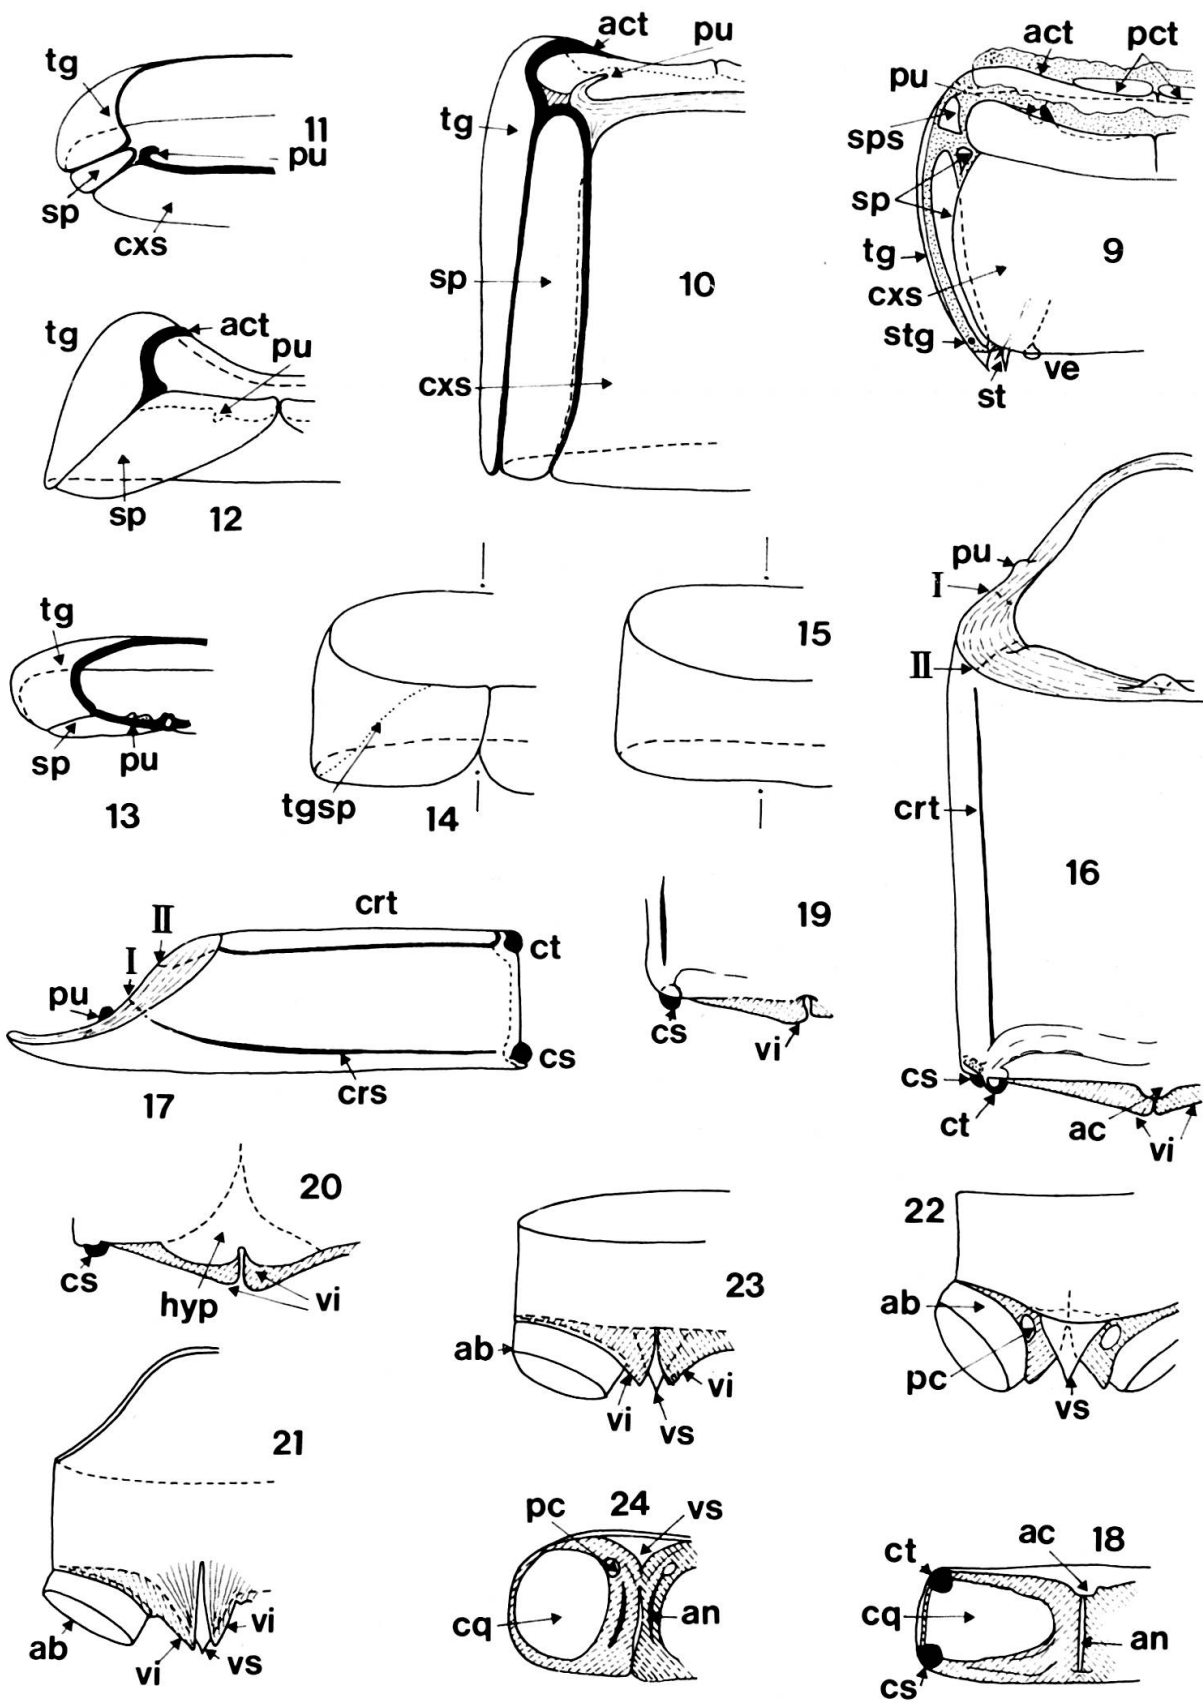 tg
11
pu
sp
cxs
act
pu
tg
sp
10
cxs
act
pct
pu
sps
sp
tg
9
cxs
stg
st
ve
tg
act
pu
sp
12
tg
sp
pu
13
tgsp
14
15
pu
I
II
crt
16
cs
ct
ac
vi
crt
II
I
pu
ct
cs
crs
17
19
cs
vi
20
cs
hyp
vi
23
ab
vi
vi
vs
22
ab
pc
vs
21
ab
vi
vi
vs
pc
24
vs
cq
an
ct
ac
18
cq
an
cs